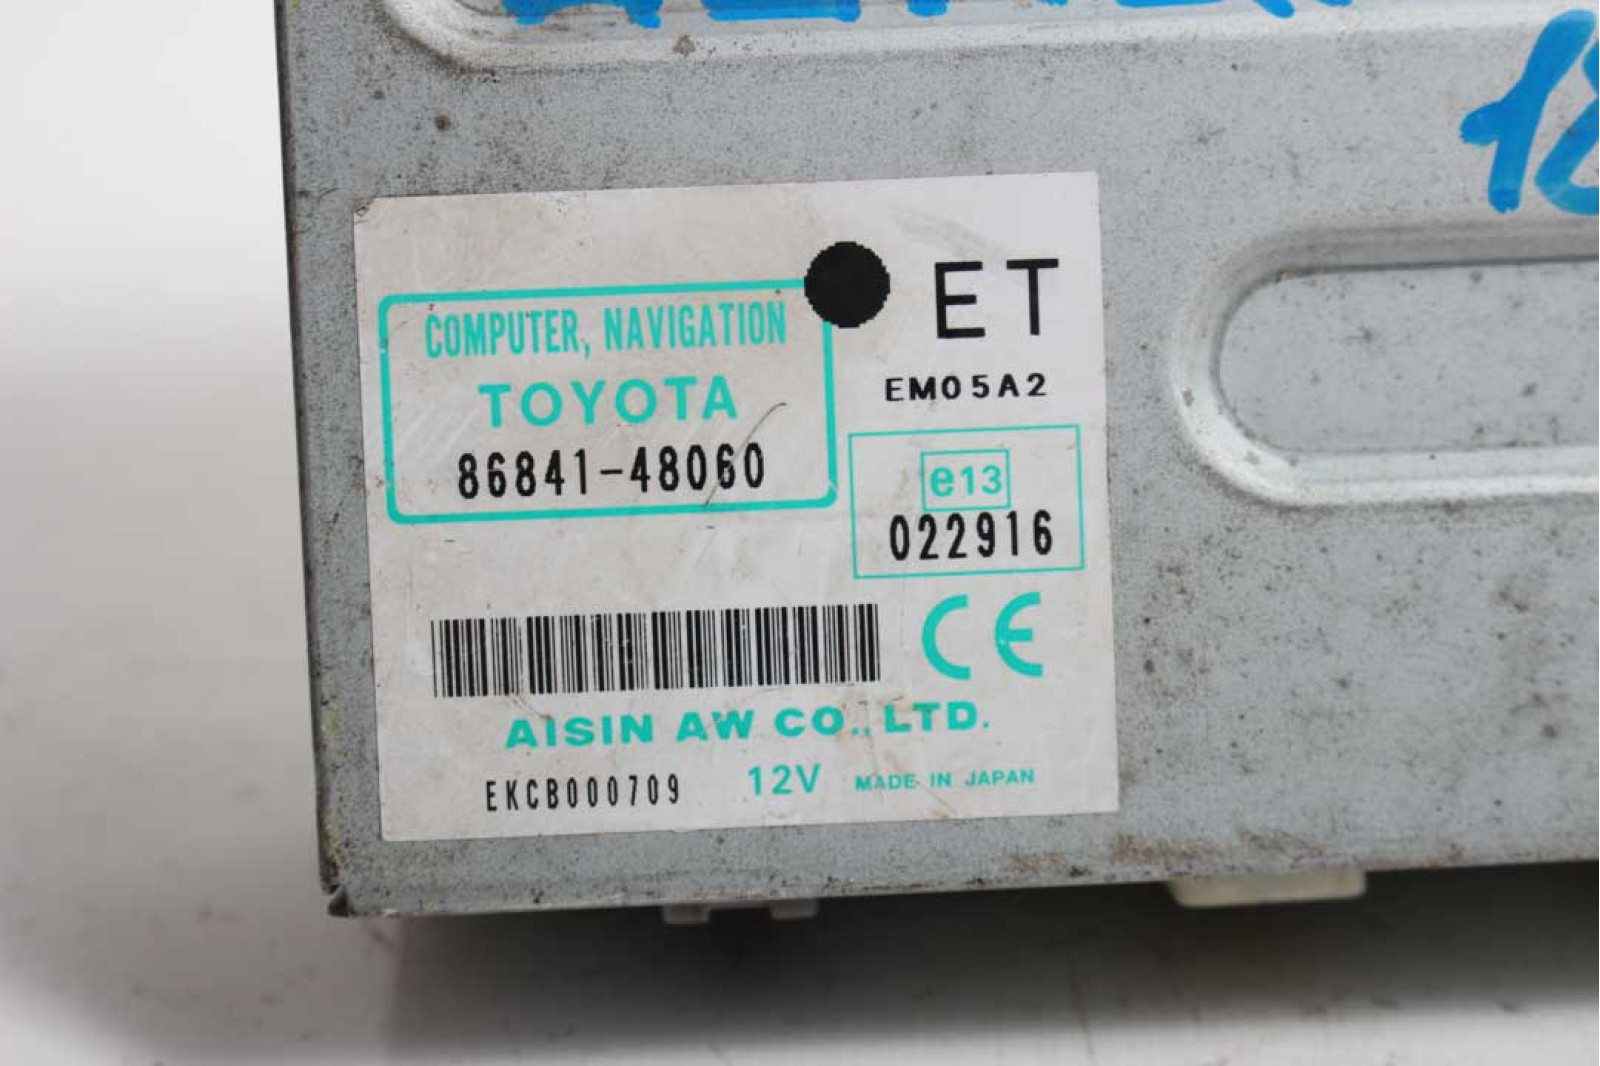 18
ET
COMPUTER, NAVIGATION
TOYOTA
86841-48060
EM05A2
e13
022916
CE
AISIN AW CO., LTD.
EKCB000709 12V MADE IN JAPAN